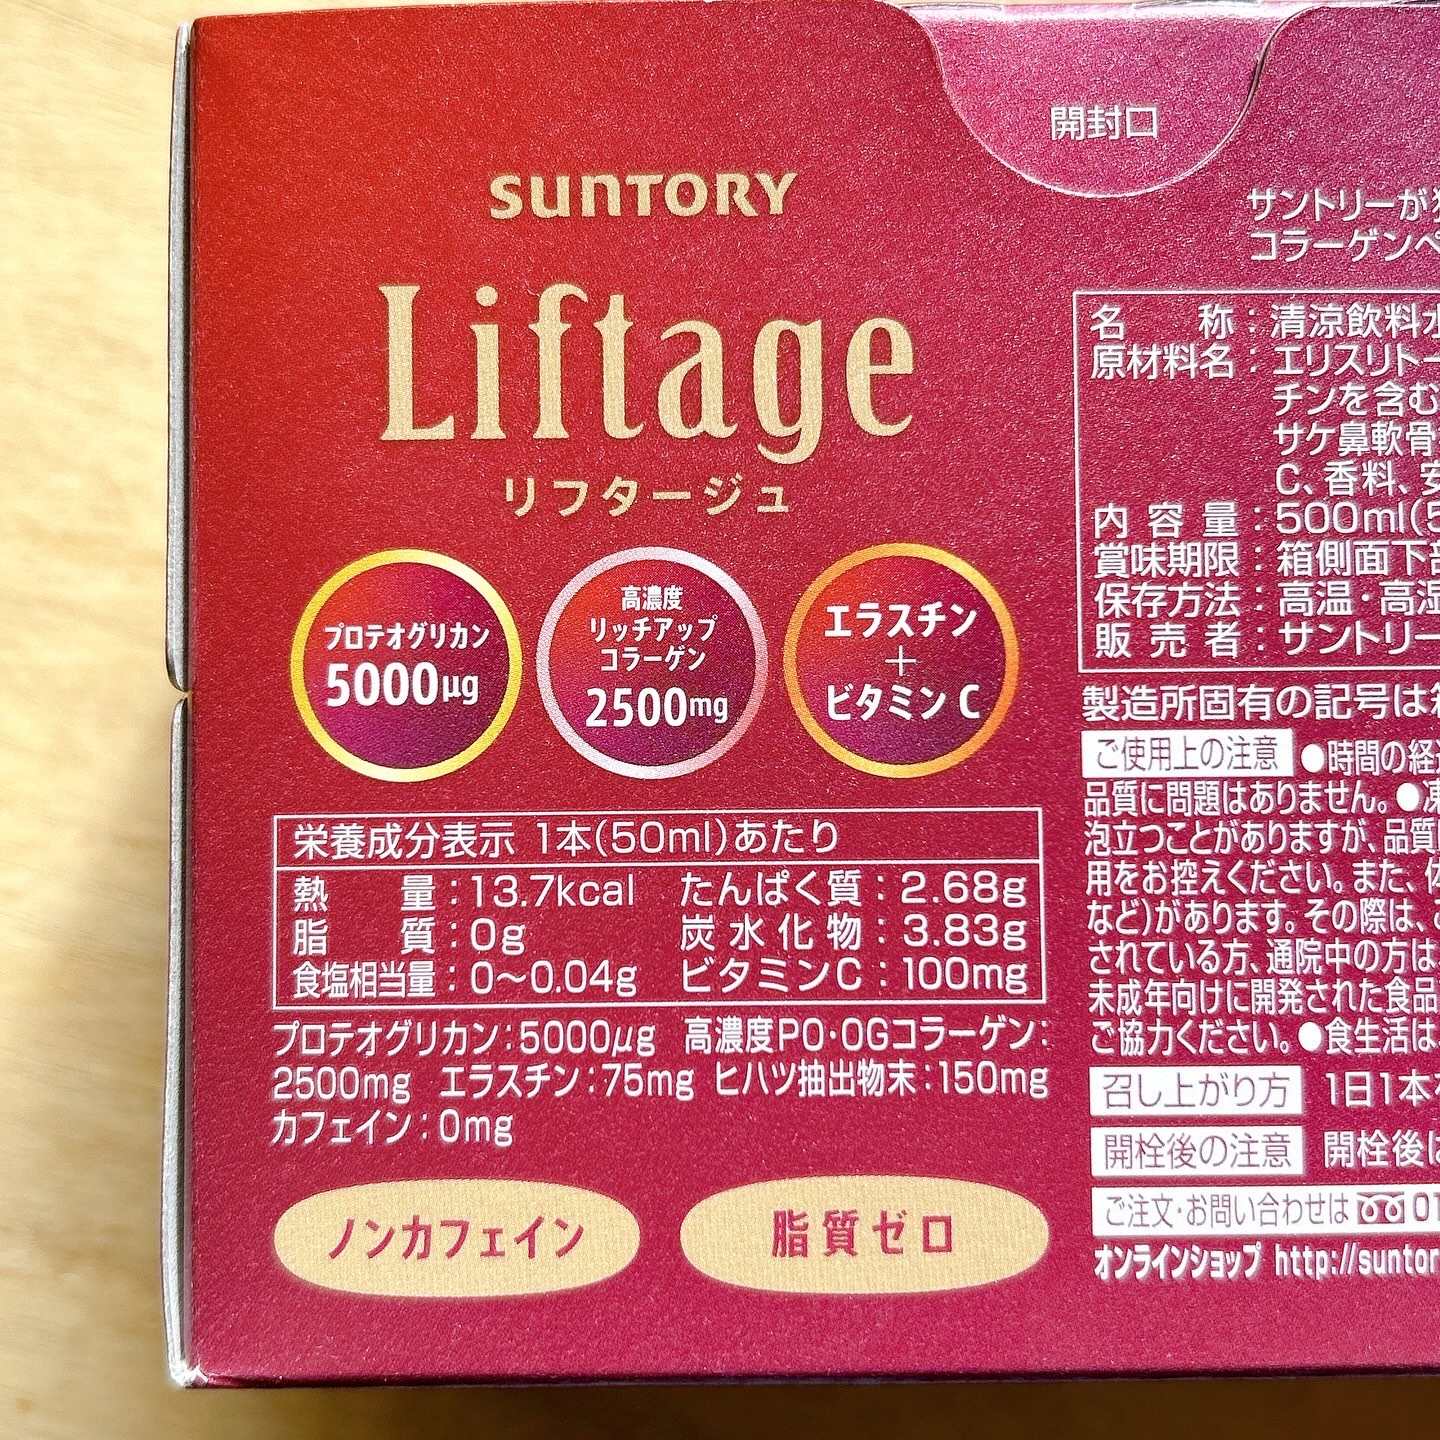 開封口
SUNTORY
Liftage
リフタージュ
プロテオグリカン
5000μg
高濃度
リッチアップ
コラーゲン
2500mg
エラスチン
+
ビタミンC
栄養成分表示 1本(50ml)あたり
熱量:13.7kcal たんぱく質:2.68g
脂質:0g 炭水化物:3.83g
食塩相当量:0〜0.04g ビタミンC:100mg
プロテオグリカン:5000μg 高濃度PO・OGコラーゲン:
2500mg エラスチン:75mg ヒハツ抽出物末:150mg
カフェイン:0mg
ノンカフェイン 脂質ゼロ
サントリーが
コラーゲンペ
名称:清涼飲料水
原材料名:エリスリトー
チンを含む
サケ鼻軟骨
C、香料、安
内容量:500ml(5
賞味期限:箱側面下部
保存方法:高温・高湿
販売者:サントリー
製造所固有の記号は箱
ご使用上の注意 ●時間の経過
品質に問題はありません。●凍
泡立つことがありますが、品質
用をお控えください。また、体
など)があります。その際は、
されている方、通院中の方は、
未成年向けに開発された食品
ご協力ください。●食生活は、
召し上がり方 1日1本
開栓後の注意 開栓後は
ご注文・お問い合わせは 01
オンラインショップ http://suntor